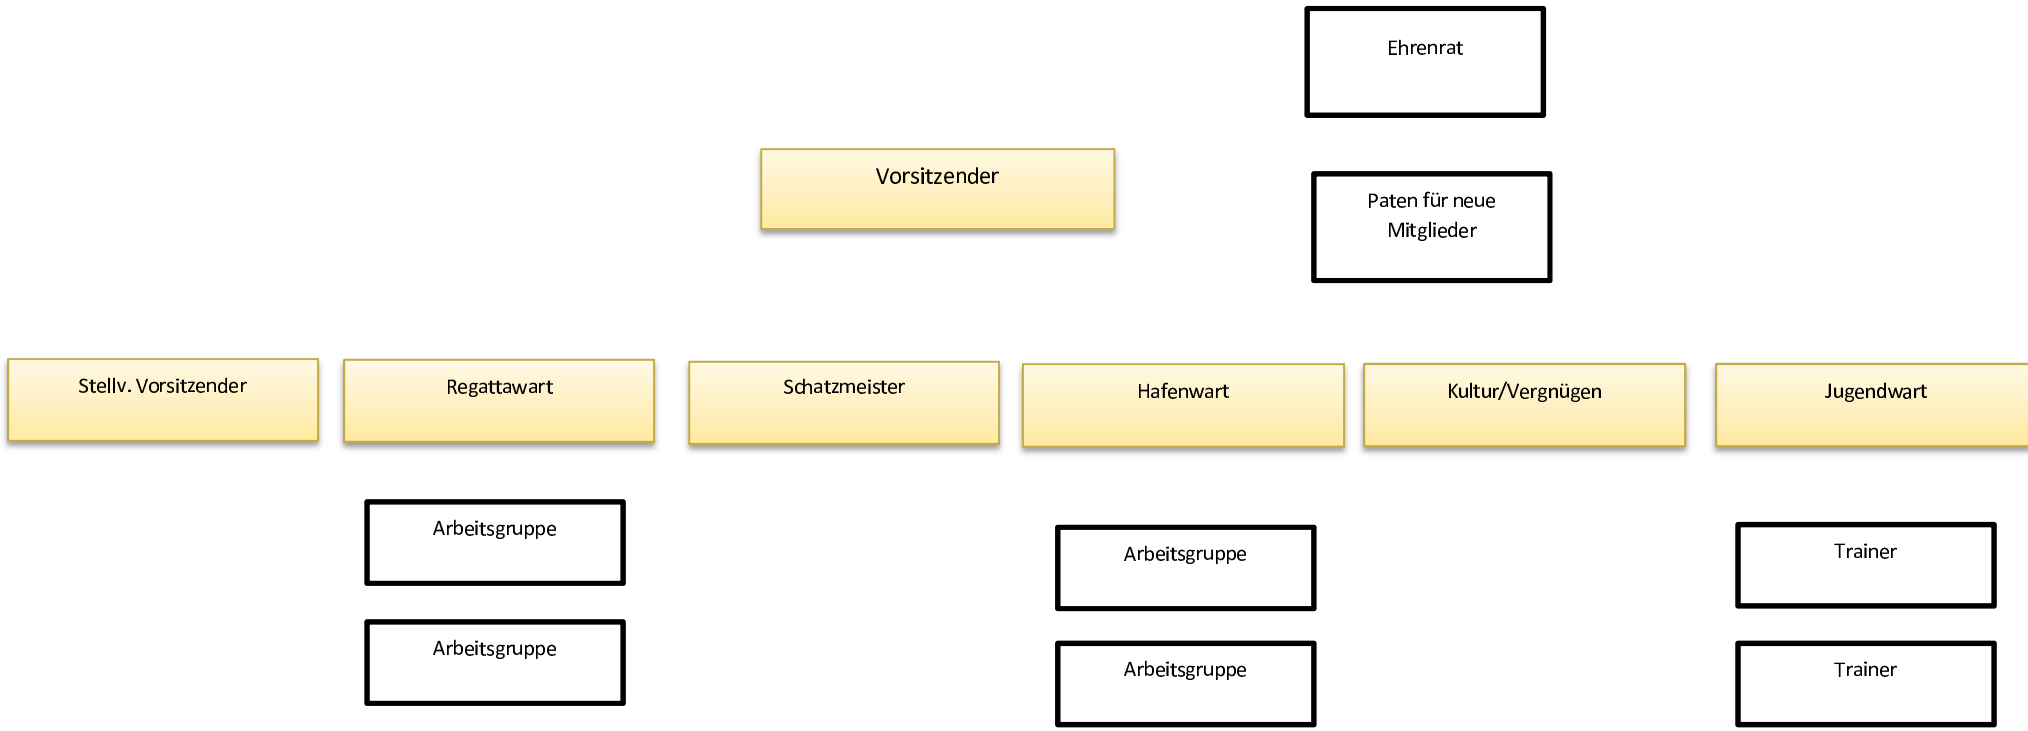 Ehrenrat
Vorsitzender
Paten für neue
Mitglieder
Stellv. Vorsitzender
Regattawart
Schatzmeister
Hafenwart
Kultur/Vergnügen
Jugendwart
Arbeitsgruppe
Arbeitsgruppe
Trainer
Arbeitsgruppe
Arbeitsgruppe
Trainer